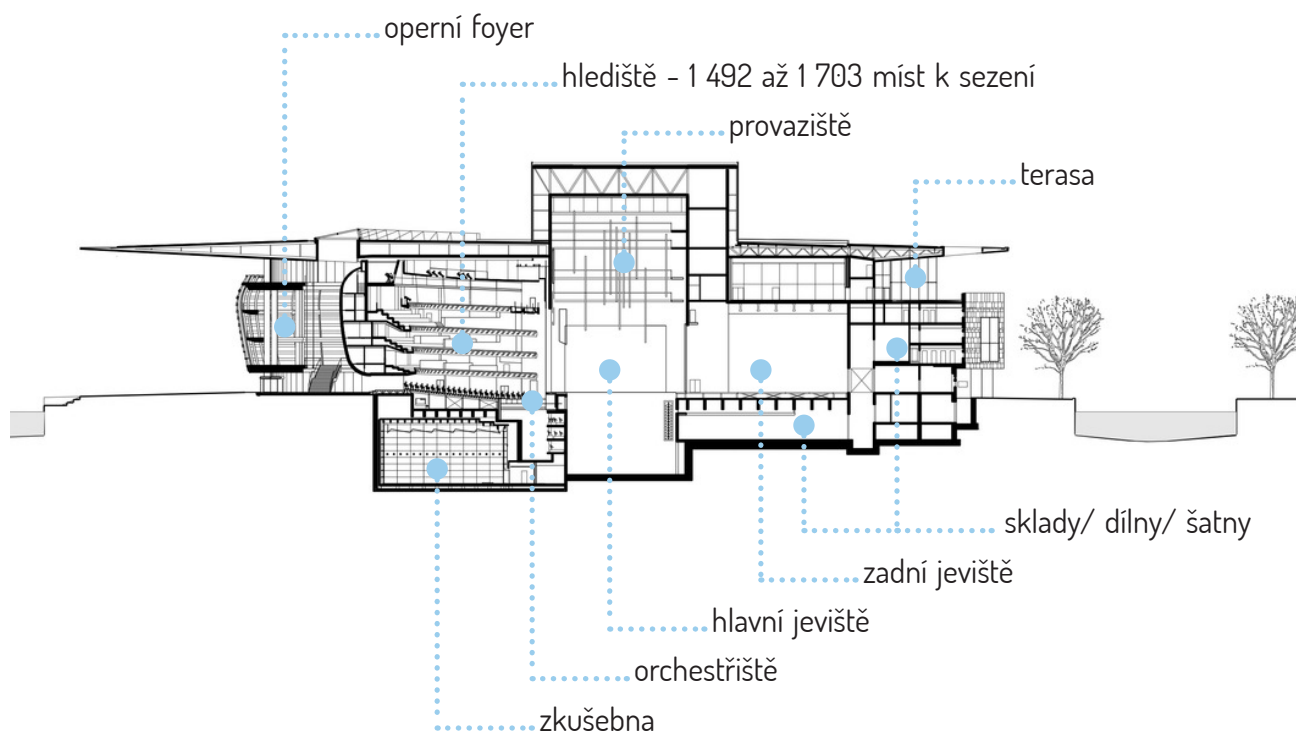 operní foyer
hlediště - 1 492 až 1 703 míst k sezení
provaziště
terasa
sklady/ dílny/ šatny
zadní jeviště
hlavní jeviště
orchestřiště
zkušebna